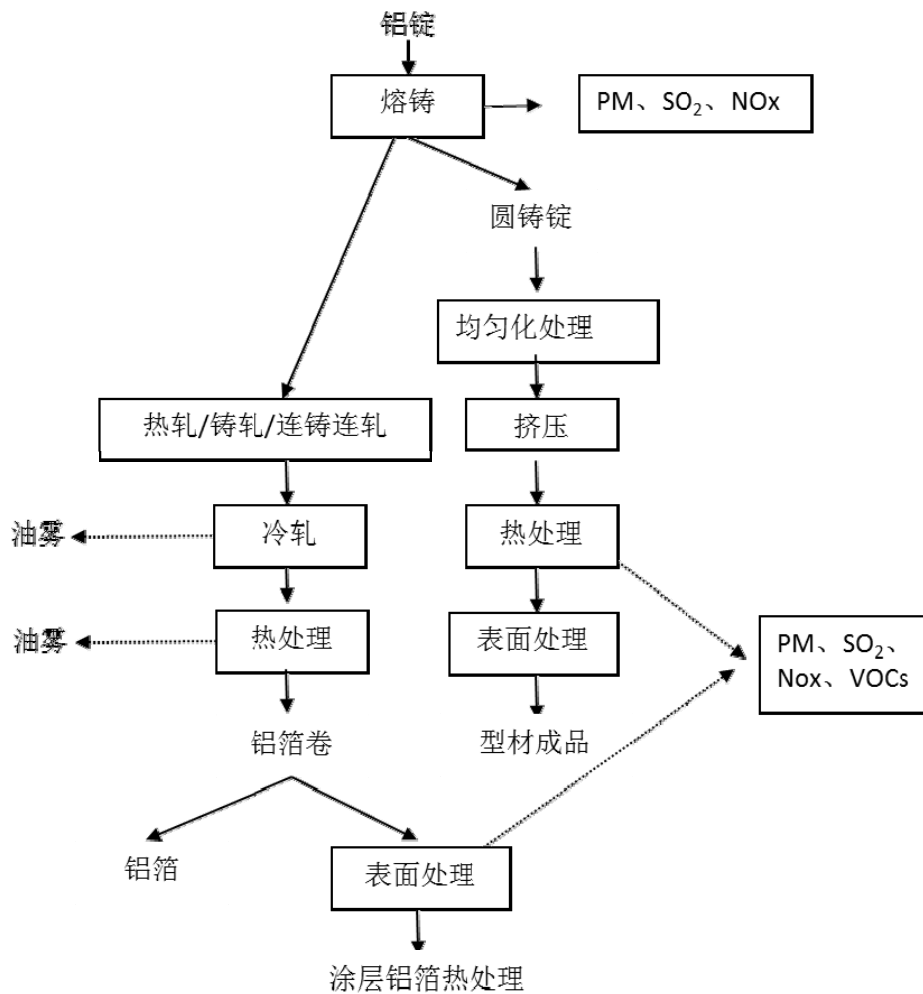 铝锭
熔铸
PM、SO₂、NOx
圆铸锭
均匀化处理
热轧/铸轧/连铸连轧
挤压
油雾
冷轧
热处理
油雾
热处理
表面处理
PM、SO₂、
Nox、VOCs
铝箔卷
型材成品
铝箔
表面处理
涂层铝箔热处理